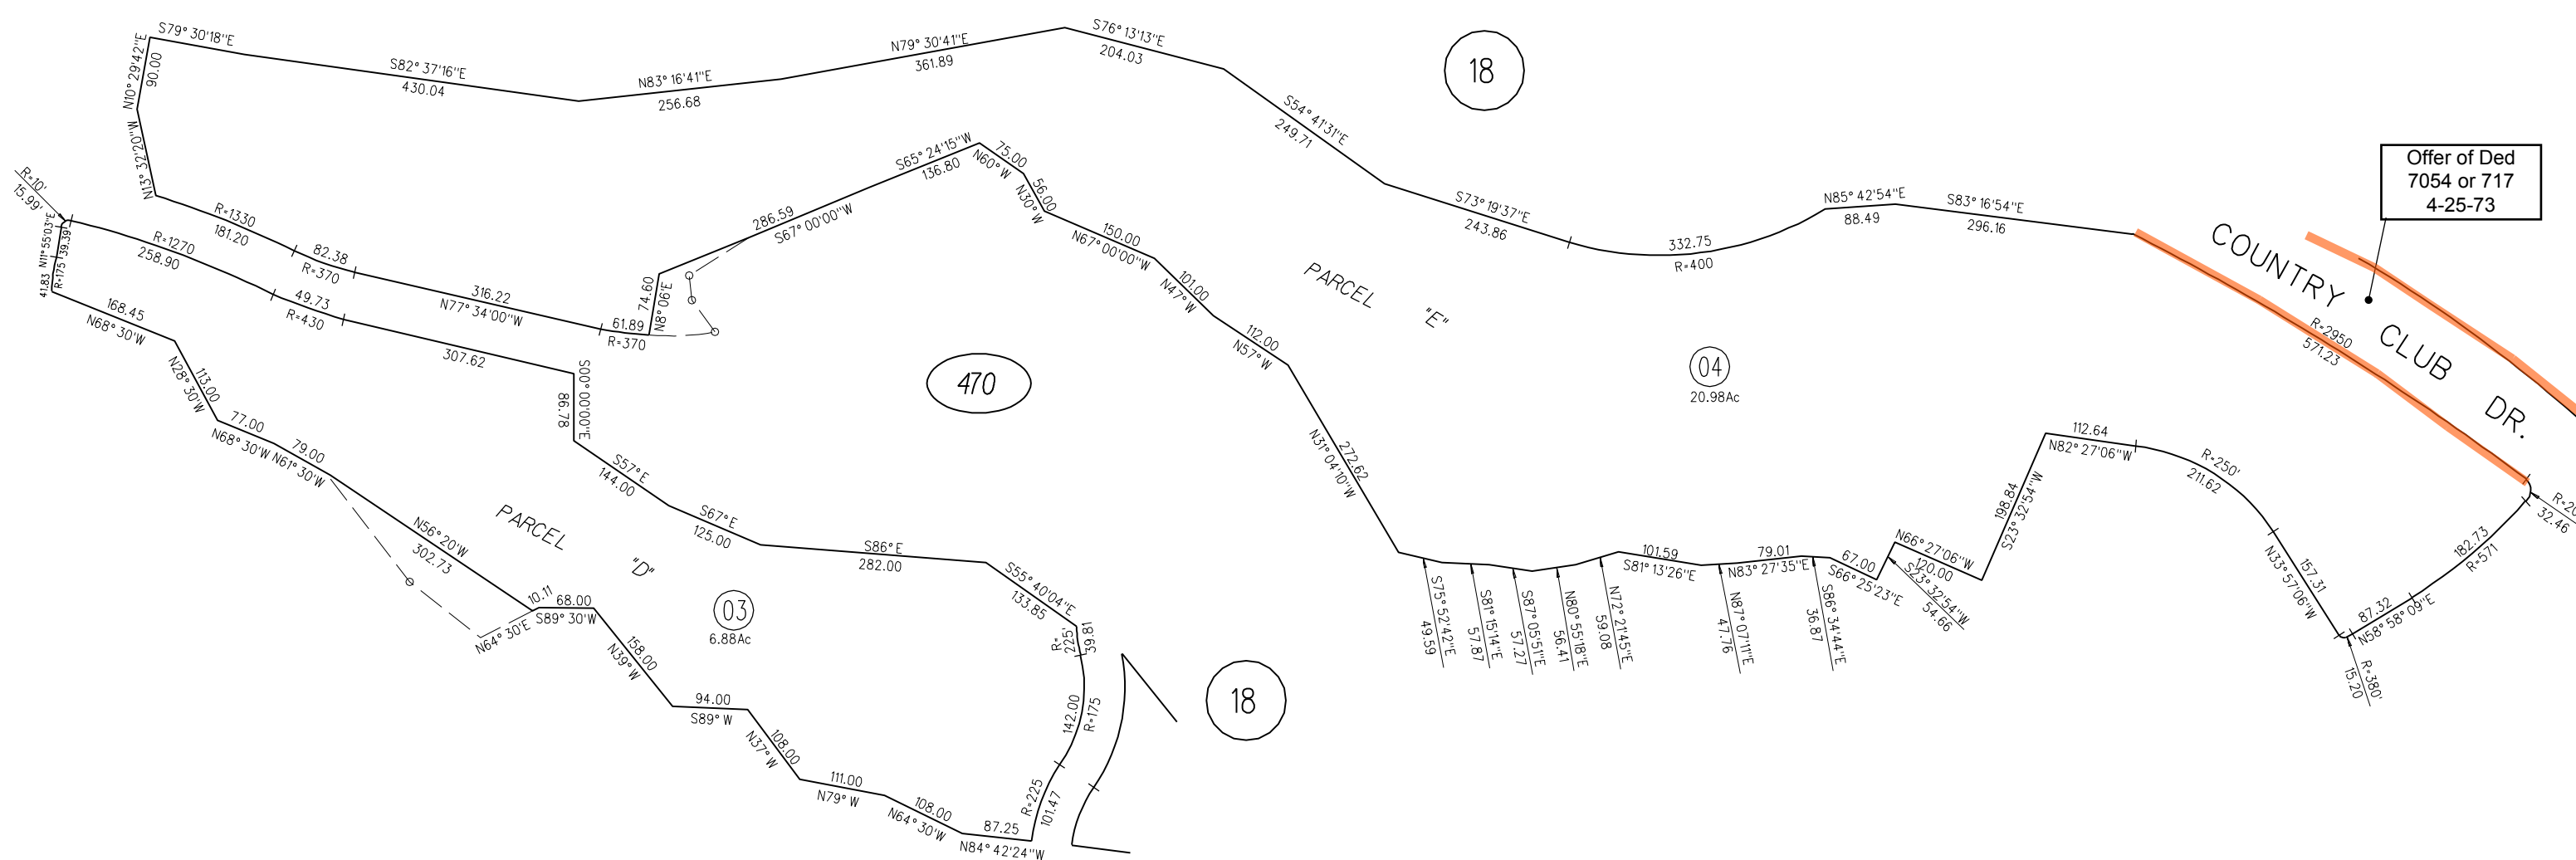 S79° 30'18"E
N10° 29'42"E
90.00
N13° 32'20"W
S82° 37'16"E
430.04
N83° 16'41"E
256.68
N79° 30'41"E
361.89
S76° 13'13"E
204.03
18
S54° 41'31"E
249.71
S73° 19'37"E
243.86
332.75
R=400
N85° 42'54"E
88.49
S83° 16'54"E
296.16
Offer of Ded
7054 or 717
4-25-73
COUNTRY CLUB DR.
R=2950
571.23
R=10'
15.99'
39.39'
N11° 55'03"E
R=175
41.83
R=1330
181.20
82.38
R=370
316.22
N77° 34'00"W
61.89
R=370
74.60
N8° 06'E
286.59
S67° 00'00"W
S65° 24'15"W
136.80
75.00
N60° W
56.00
N30° W
150.00
N67° 00'00"W
101.00
N47° W
112.00
N57° W
272.62
N31° 04'10"W
PARCEL "E"
04
20.98Ac
R=1270
258.90
49.73
R=430
307.62
S00° 00'00"E
86.78
470
168.45
N68° 30'W
113.00
N28° 30'W
77.00
N68° 30'W
79.00
N61° 30'W
N56° 20'W
302.73
PARCEL "D"
03
6.88Ac
S57° E
144.00
S67° E
125.00
S86° E
282.00
S55° 40'04"E
133.85
R=
225'
39.81
142.00
R=175
R=225
101.47
18
10.11
N64° 30'E
68.00
S89° 30'W
158.00
N39° W
94.00
S89° W
108.00
N37° W
111.00
N79° W
108.00
N64° 30'W
87.25
N84° 42'24"W
S75° 52'42"E
49.59
S81° 15'14"E
57.87
S87° 05'51"E
57.27
N80° 55'18"E
56.41
N72° 21'45"E
59.08
101.59
S81° 13'26"E
N87° 07'11"E
47.76
79.01
N83° 27'35"E
S86° 34'44"E
36.87
67.00
S66° 25'23"E
S23° 32'54"W
54.66
N66° 27'06"W
120.00
198.84
S23° 32'54"W
112.64
N82° 27'06"W
R=250'
211.62
157.31
N33° 57'06"W
87.32
N58° 58'09"E
182.73
R=571
R=380'
15.20
R=20
32.46